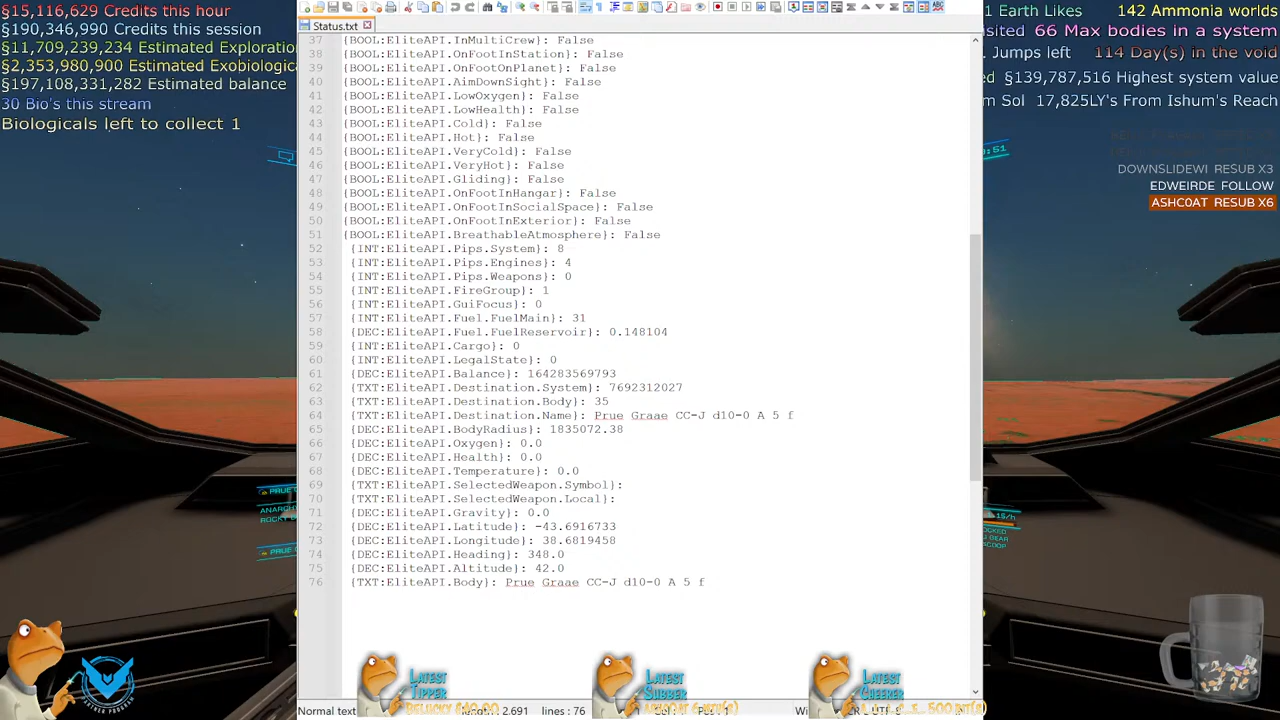 §15,116,629 Credits this hour
§190,346,990 Credits this session
§11,709,239,234 Estimated Exploration
§2,353,980,900 Estimated Exobiology
§197,108,331,282 Estimated balance
30 Bio's this stream
Biologicals left to collect 1
Status.txt
37 {BOOL:EliteAPI.InMultiCrew}: False
38 {BOOL:EliteAPI.OnFootInStation}: False
39 {BOOL:EliteAPI.OnFootOnPlanet}: False
40 {BOOL:EliteAPI.AimDownSight}: False
41 {BOOL:EliteAPI.LowOxygen}: False
42 {BOOL:EliteAPI.LowHealth}: False
43 {BOOL:EliteAPI.Cold}: False
44 {BOOL:EliteAPI.Hot}: False
45 {BOOL:EliteAPI.VeryCold}: False
46 {BOOL:EliteAPI.VeryHot}: False
47 {BOOL:EliteAPI.Gliding}: False
48 {BOOL:EliteAPI.OnFootInHangar}: False
49 {BOOL:EliteAPI.OnFootInSocialSpace}: False
50 {BOOL:EliteAPI.OnFootInExterior}: False
51 {BOOL:EliteAPI.BreathableAtmosphere}: False
52 {INT:EliteAPI.Pips.System}: 8
53 {INT:EliteAPI.Pips.Engines}: 4
54 {INT:EliteAPI.Pips.Weapons}: 0
55 {INT:EliteAPI.FireGroup}: 1
56 {INT:EliteAPI.GuiFocus}: 0
57 {INT:EliteAPI.Fuel.FuelMain}: 31
58 {DEC:EliteAPI.Fuel.FuelReservoir}: 0.148104
59 {INT:EliteAPI.Cargo}: 0
60 {INT:EliteAPI.LegalState}: 0
61 {DEC:EliteAPI.Balance}: 164283569793
62 {TXT:EliteAPI.Destination.System}: 7692312027
63 {TXT:EliteAPI.Destination.Body}: 35
64 {TXT:EliteAPI.Destination.Name}: Prue Graae CC-J d10-0 A 5 f
65 {DEC:EliteAPI.BodyRadius}: 1835072.38
66 {DEC:EliteAPI.Oxygen}: 0.0
67 {DEC:EliteAPI.Health}: 0.0
68 {DEC:EliteAPI.Temperature}: 0.0
69 {TXT:EliteAPI.SelectedWeapon.Symbol}:
70 {TXT:EliteAPI.SelectedWeapon.Local}:
71 {DEC:EliteAPI.Gravity}: 0.0
72 {DEC:EliteAPI.Latitude}: -43.6916733
73 {DEC:EliteAPI.Longitude}: 38.6819458
74 {DEC:EliteAPI.Heading}: 348.0
75 {DEC:EliteAPI.Altitude}: 42.0
76 {TXT:EliteAPI.Body}: Prue Graae CC-J d10-0 A 5 f
1 Earth Likes 142 Ammonia worlds
sited 66 Max bodies in a system
Jumps left 114 Day(s) in the void
d §139,787,516 Highest system value
m Sol 17,825LY's From Ishum's Reach
:51
DOWNSLIDEWI RESUB X3
EDWEIRDE FOLLOW
ASHC0AT RESUB X6
PRUE
ANARCH
ROCKY B
PRUE
OCKED
GEAR
SCOOP
Latest Tipper
Latest Subber
Latest Cheerer
Normal text
length : 2.691 lines : 76